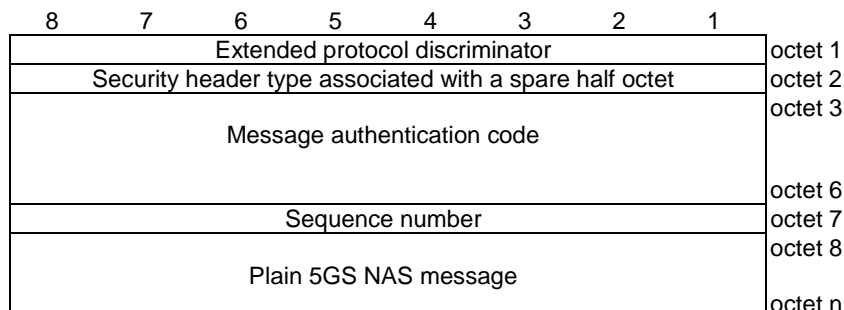 8 7 6 5 4 3 2 1
Extended protocol discriminator octet 1
Security header type associated with a spare half octet octet 2
octet 3
Message authentication code
octet 6
Sequence number octet 7
octet 8
Plain 5GS NAS message
octet n